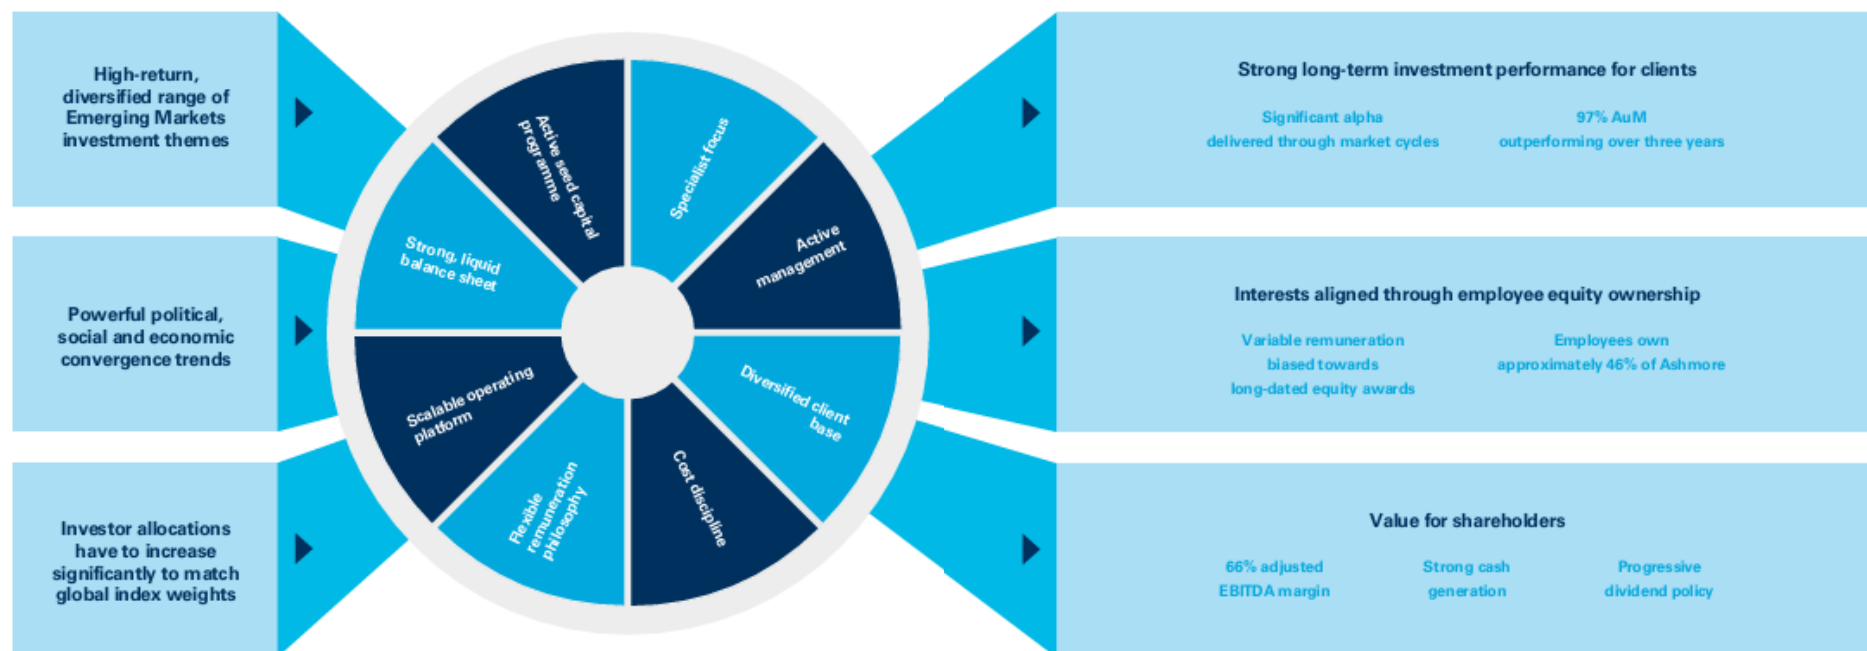 High-return,
diversified range of
Emerging Markets
investment themes
Powerful political,
social and economic
convergence trends
Investor allocations
have to increase
significantly to match
global index weights
Active seed capital
programme
Specialist focus
Active
management
Diversified client
base
Cost discipline
Flexible
remuneration
philosophy
Scalable operating
platform
Strong, liquid
balance sheet
Strong long-term investment performance for clients
Significant alpha
delivered through market cycles
97% AuM
outperforming over three years
Interests aligned through employee equity ownership
Variable remuneration
biased towards
long-dated equity awards
Employees own
approximately 46% of Ashmore
Value for shareholders
66% adjusted
EBITDA margin
Strong cash
generation
Progressive
dividend policy